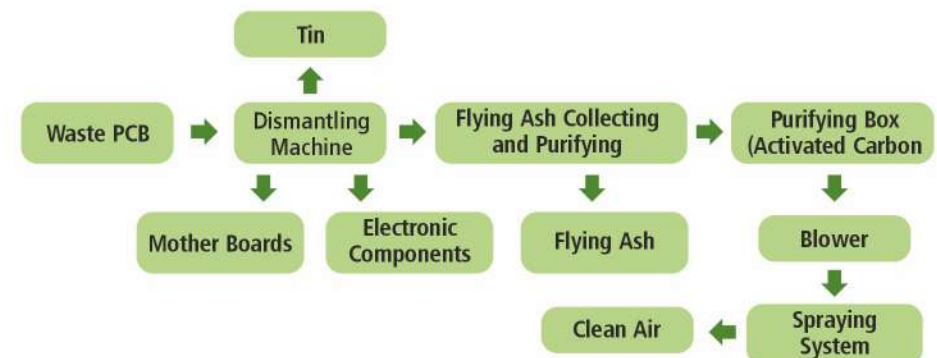 Tin
Waste PCB
Dismantling
Machine
Flying Ash Collecting
and Purifying
Purifying Box
(Activated Carbon
Mother Boards
Electronic
Components
Flying Ash
Blower
Clean Air
Spraying
System